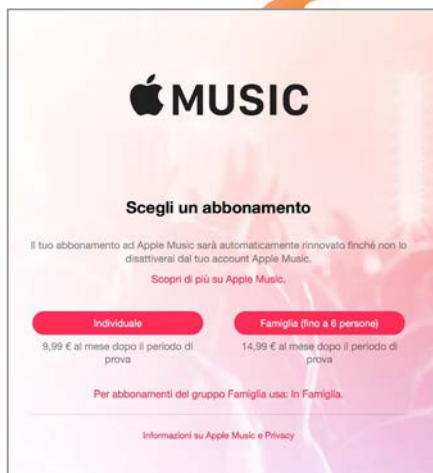 MUSIC
Scegli un abbonamento
Il tuo abbonamento ad Apple Music sarà automaticamente rinnovato finché non lo
disattiverai dal tuo account Apple Music.
Scopri di più su Apple Music.
Individuale
9,99 € al mese dopo il periodo di
prova
Famiglia (fino a 6 persone)
14,99 € al mese dopo il periodo di
prova
Per abbonamenti del gruppo Famiglia usa: In Famiglia.
Informazioni su Apple Music e Privacy